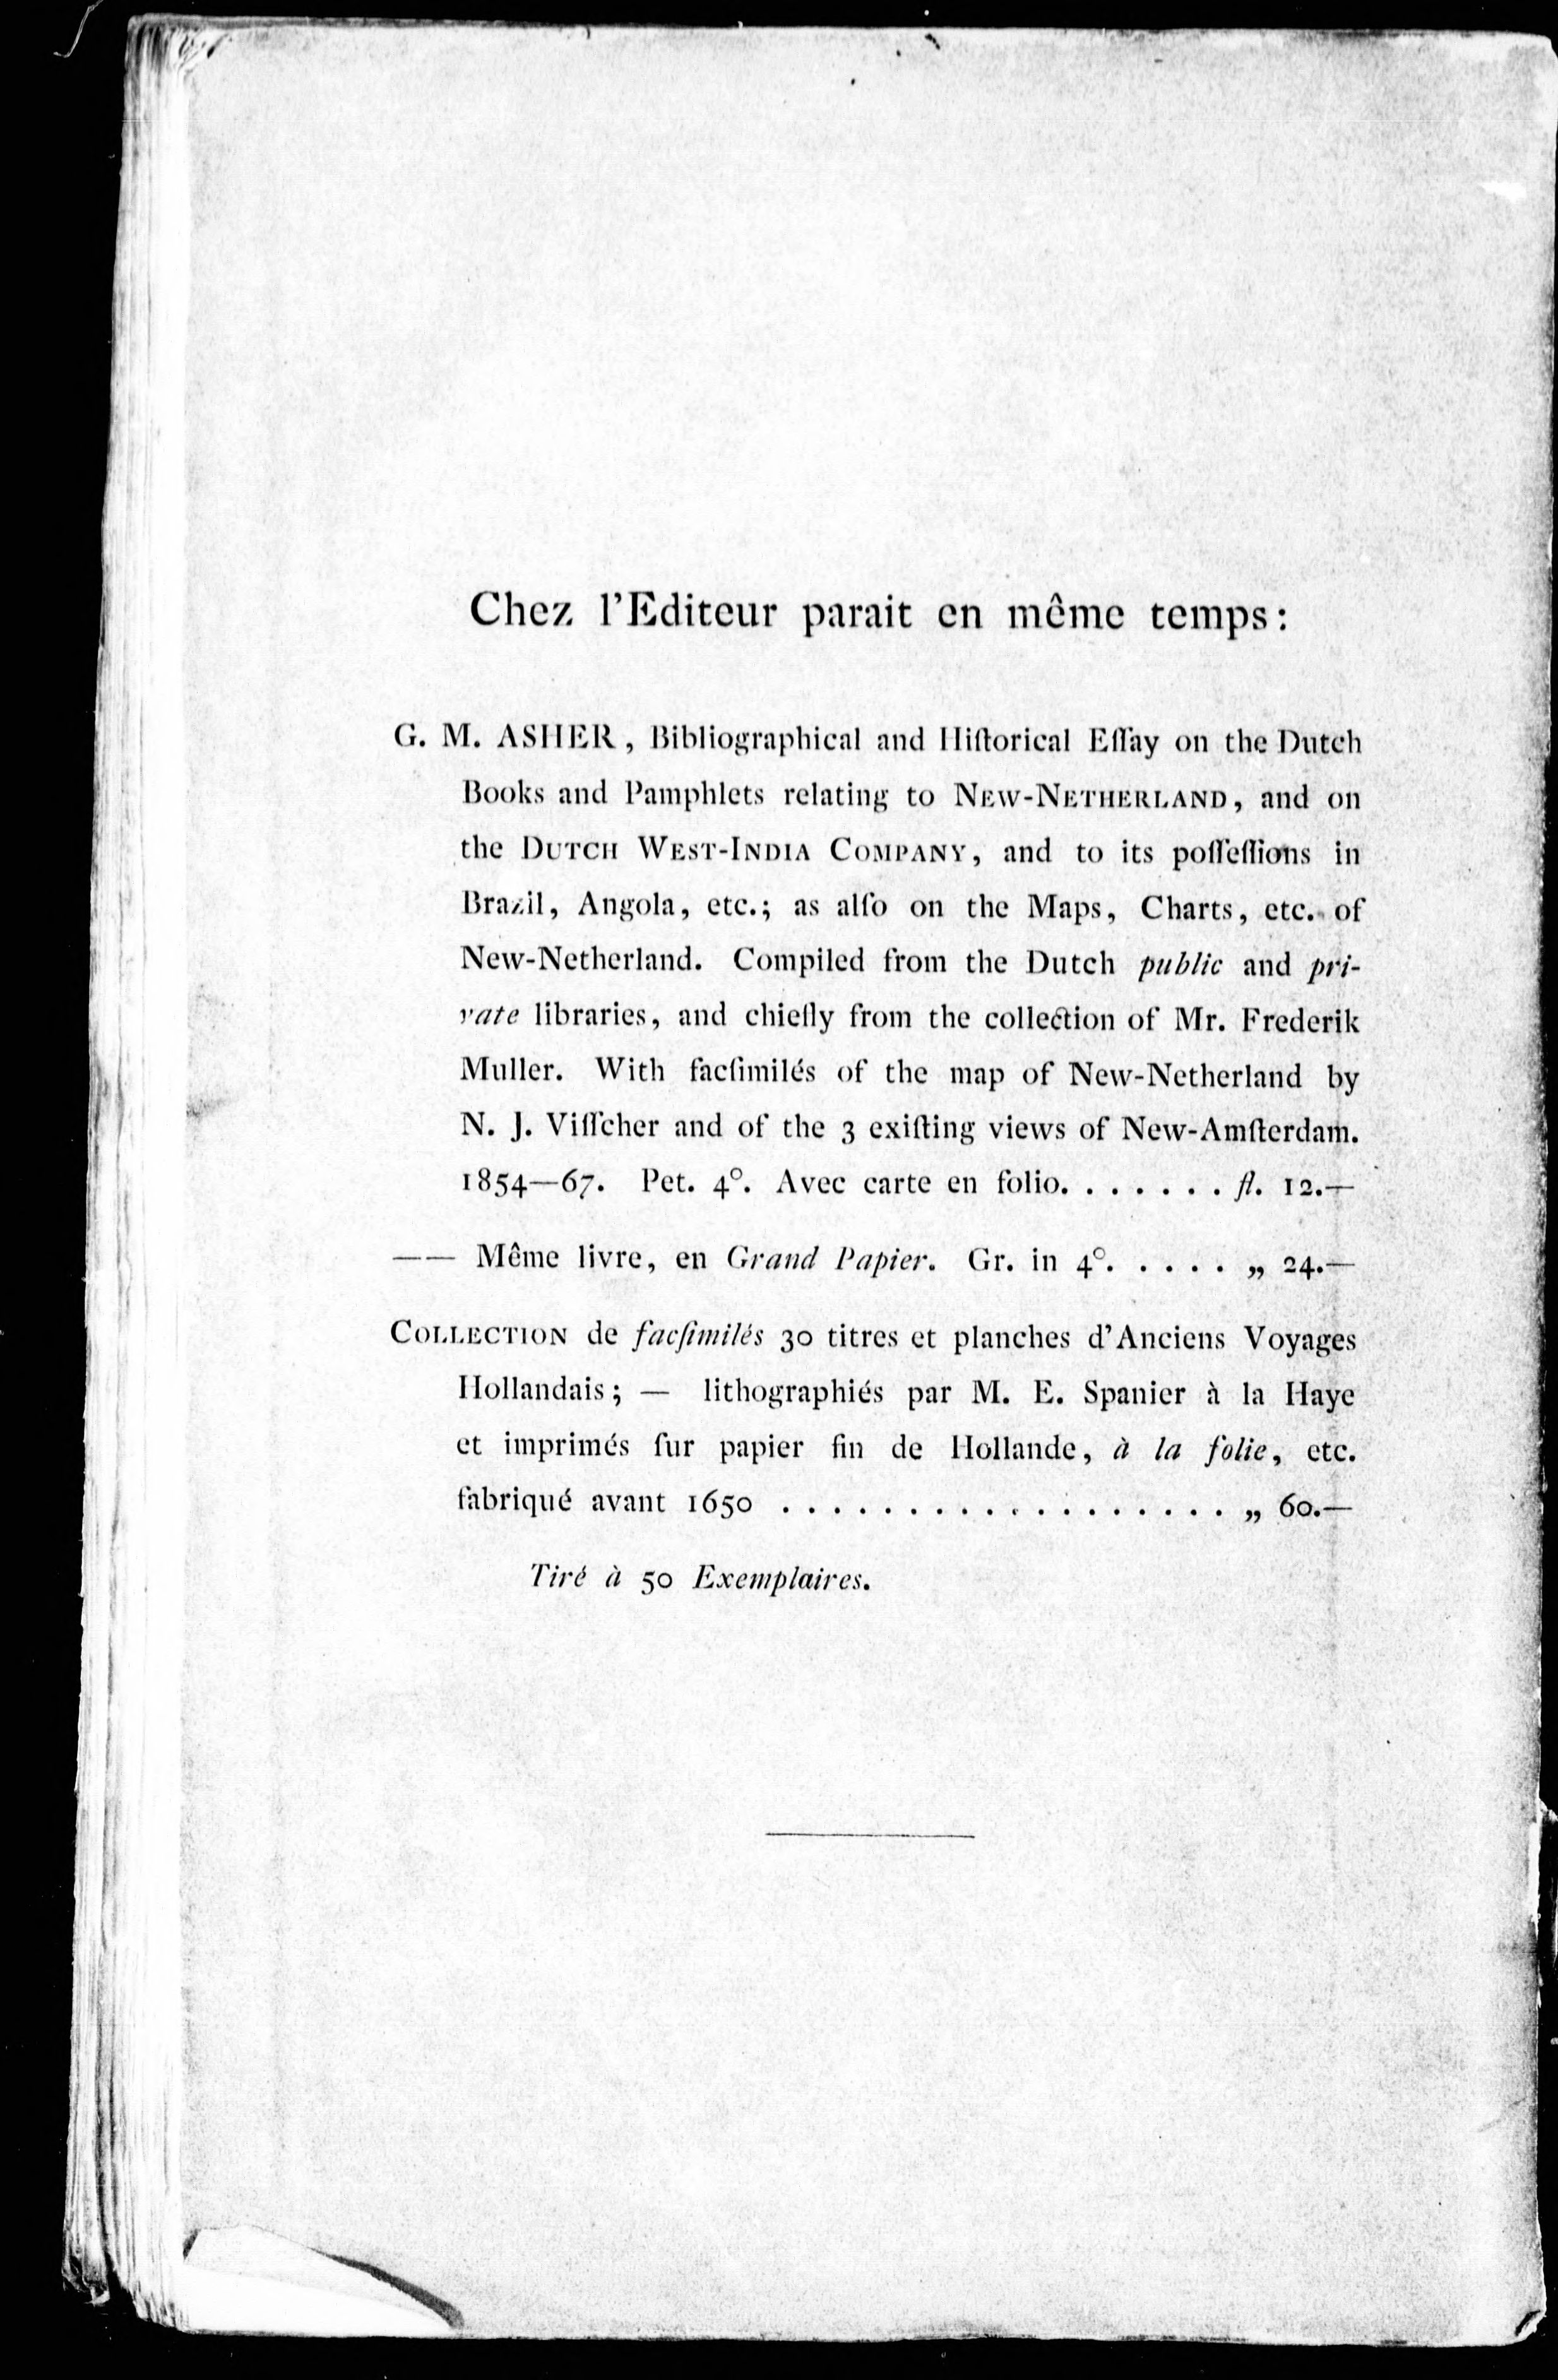 Chez l'Editeur parait en même temps:
G. M. ASHER, Bibliographical and Hiſtorical Eſſay on the Dutch
Books and Pamphlets relating to NEW-NETHERLAND, and on
the DUTCH WEST-INDIA COMPANY, and to its poſſeſſions in
Brazil, Angola, etc.; as alſo on the Maps, Charts, etc. of
New-Netherland. Compiled from the Dutch public and pri-
vate libraries, and chiefly from the collection of Mr. Frederik
Muller. With facſimilés of the map of New-Netherland by
N. J. Viſſcher and of the 3 exiſting views of New-Amſterdam.
1854—67. Pet. 4°. Avec carte en folio. . . . . . . fl. 12.—
—— Même livre, en Grand Papier. Gr. in 4°. . . . . „ 24.—
COLLECTION de facſimilés 30 titres et planches d'Anciens Voyages
Hollandais; — lithographiés par M. E. Spanier à la Haye
et imprimés ſur papier fin de Hollande, à la folie, etc.
fabriqué avant 1650 . . . . . . . . . . . . . . . . . . „ 60.—
Tiré à 50 Exemplaires.